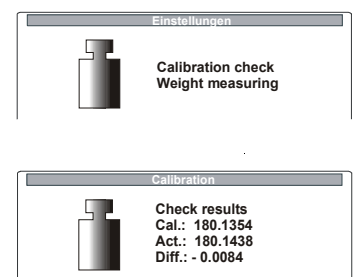 Einstellungen
Calibration check
Weight measuring
Calibration
Check results
Cal.: 180.1354
Act.: 180.1438
Diff.: - 0.0084